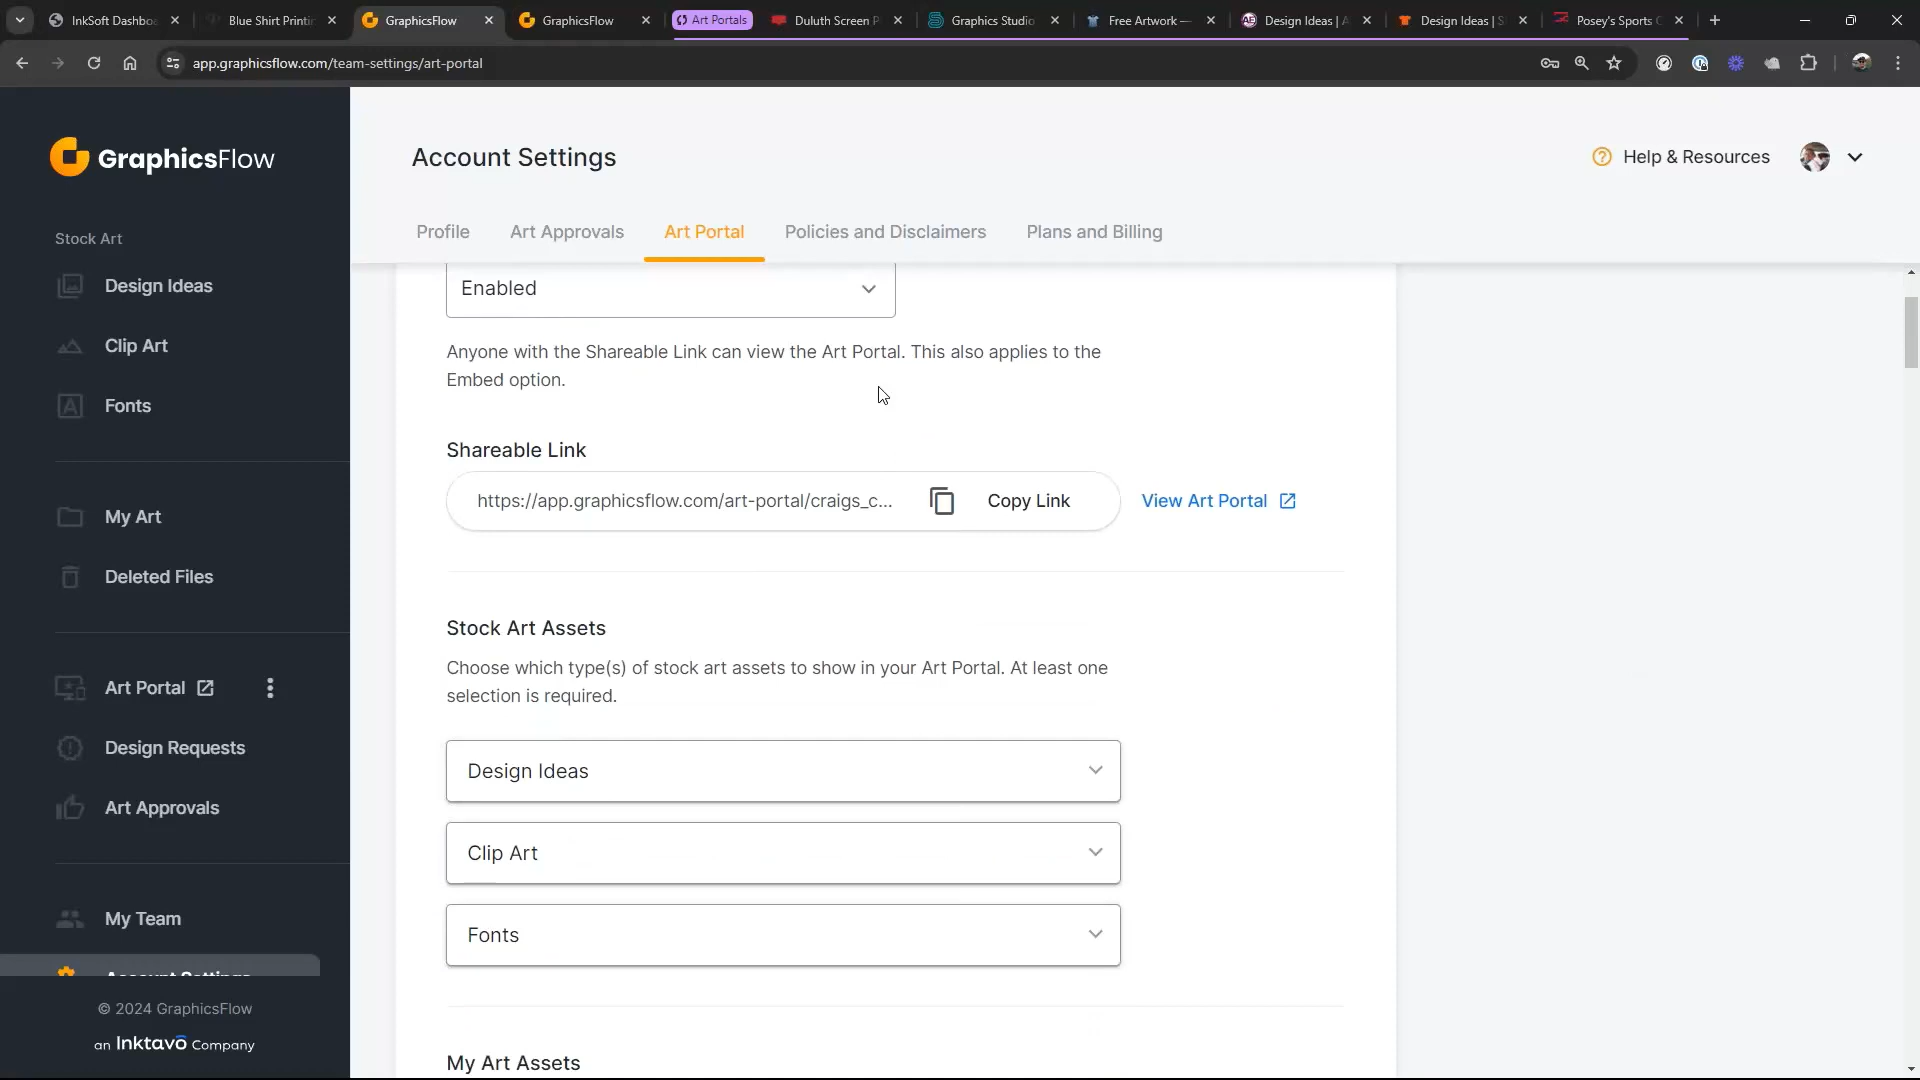 InkSoft Dashbo
Blue Shirt Printi
GraphicsFlow
GraphicsFlow
Art Portals
Duluth Screen P
Graphics Studio
Free Artwork —
Design Ideas | A
Design Ideas | S
Posey's Sports C
app.graphicsflow.com/team-settings/art-portal
GraphicsFlow
Stock Art
Design Ideas
Clip Art
Fonts
My Art
Deleted Files
Art Portal
Design Requests
Art Approvals
My Team
Account Settings
© 2024 GraphicsFlow
an Inktavo Company
Account Settings
Help & Resources
Profile
Art Approvals
Art Portal
Policies and Disclaimers
Plans and Billing
Enabled
Anyone with the Shareable Link can view the Art Portal. This also applies to the
Embed option.
Shareable Link
https://app.graphicsflow.com/art-portal/craigs_c...
Copy Link
View Art Portal
Stock Art Assets
Choose which type(s) of stock art assets to show in your Art Portal. At least one
selection is required.
Design Ideas
Clip Art
Fonts
My Art Assets